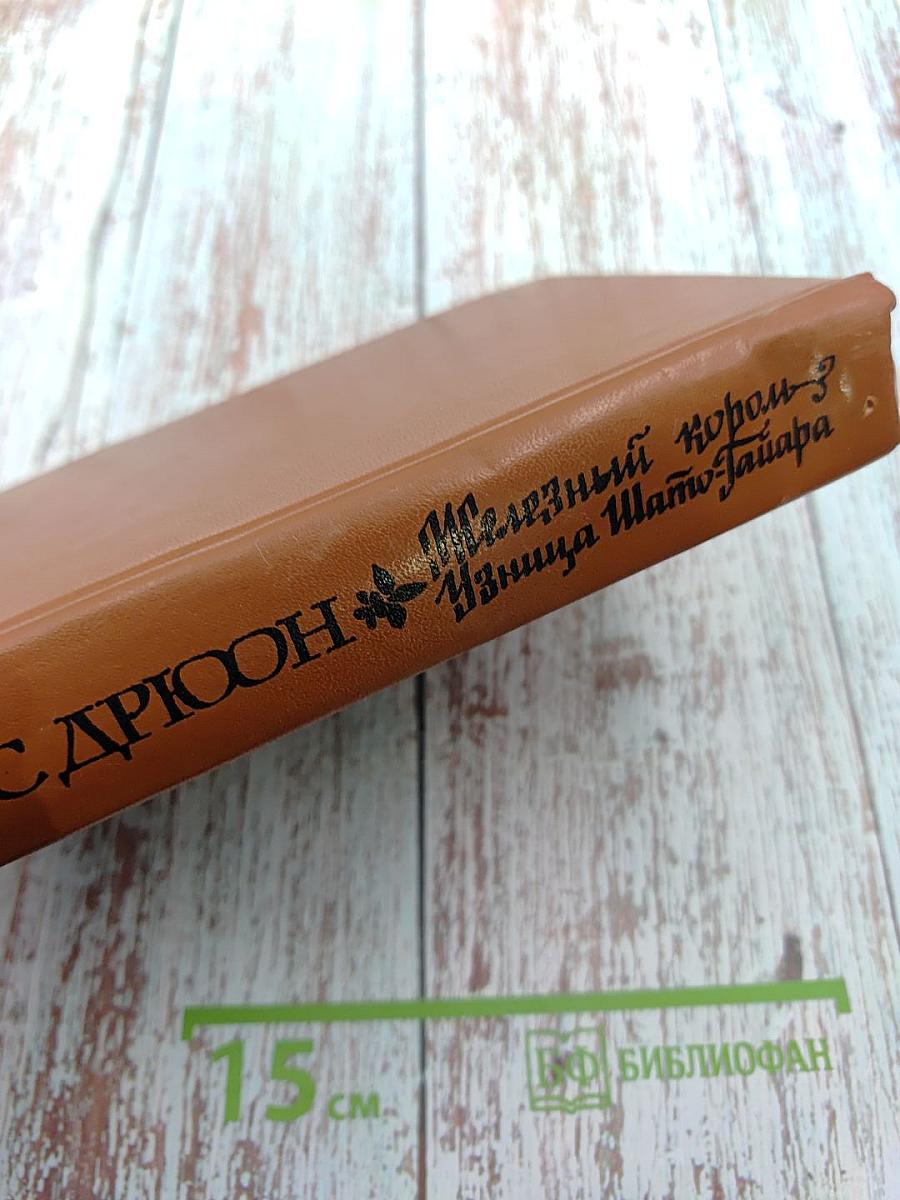 С ДРЮОН
Железный король
Узница Шато-Гайара
15 см
БФ БИБЛИОФАН